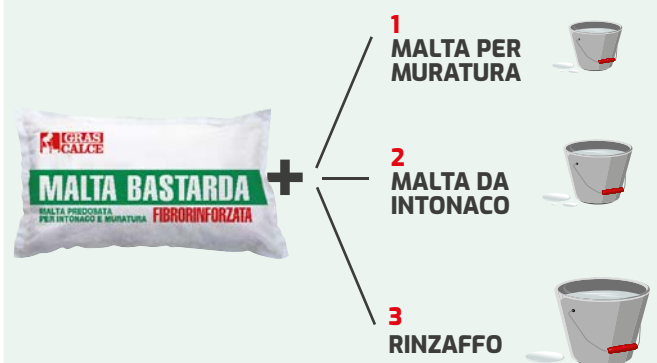 1
MALTA PER
MURATURA
GRAS
CALCE
MALTA BASTARDA
MALTA PREDOSATA
PER INTONACO E MURATURA FIBRORINFORZATA
+
2
MALTA DA
INTONACO
3
RINZAFFO